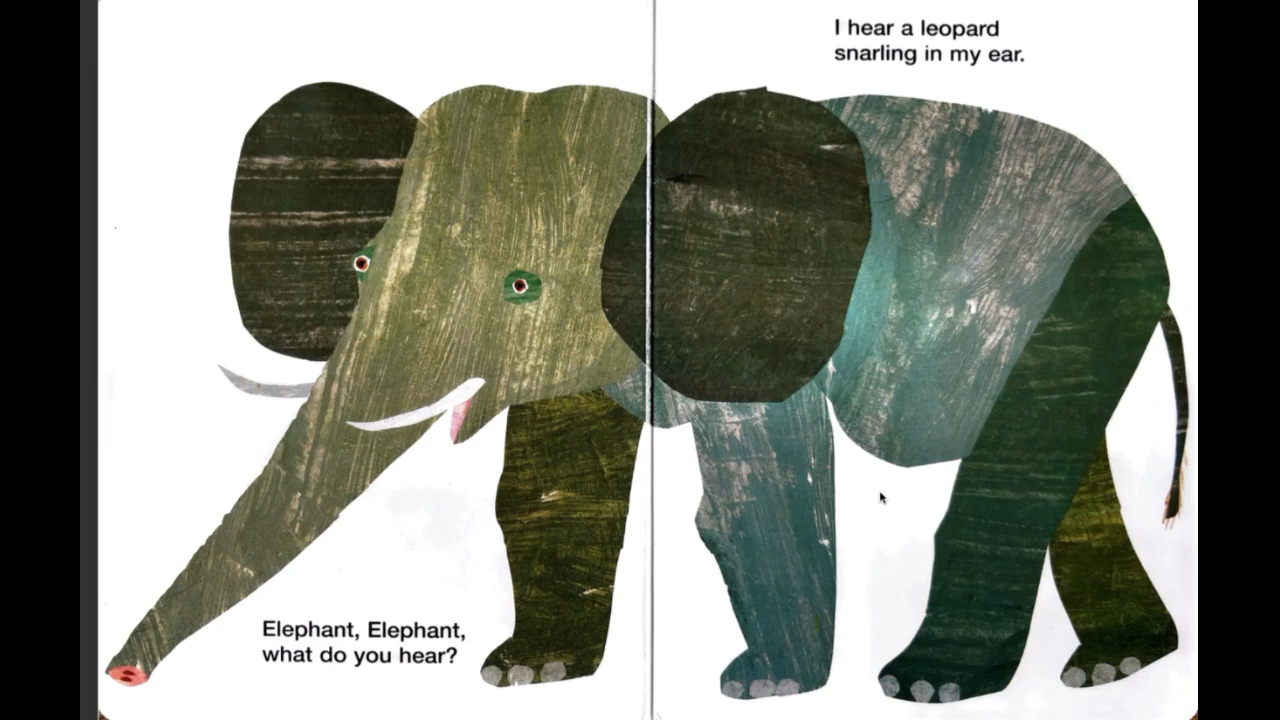 Elephant, Elephant,
what do you hear?
I hear a leopard
snarling in my ear.